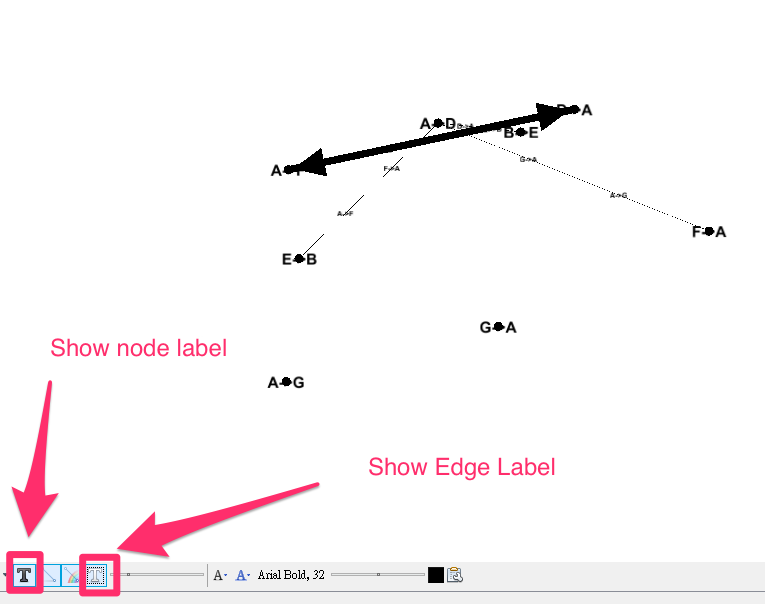 A->D
B->E
G->A
F->A
A->G
A->F
F->A
E->B
G->A
Show node label
A->G
Show Edge Label
T
T
A
A
Arial Bold, 32